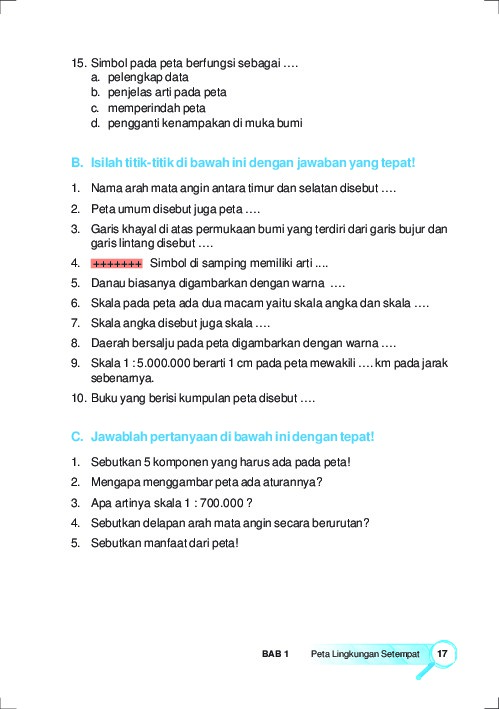 15. Simbol pada peta berfungsi sebagai ….
a. pelengkap data
b. penjelas arti pada peta
c. memperindah peta
d. pengganti kenampakan di muka bumi
B. Isilah titik-titik di bawah ini dengan jawaban yang tepat!
1. Nama arah mata angin antara timur dan selatan disebut ….
2. Peta umum disebut juga peta ….
3. Garis khayal di atas permukaan bumi yang terdiri dari garis bujur dan
garis lintang disebut ….
4. +++++++ Simbol di samping memiliki arti ....
5. Danau biasanya digambarkan dengan warna ….
6. Skala pada peta ada dua macam yaitu skala angka dan skala ….
7. Skala angka disebut juga skala ….
8. Daerah bersalju pada peta digambarkan dengan warna ….
9. Skala 1 : 5.000.000 berarti 1 cm pada peta mewakili …. km pada jarak
sebenarnya.
10. Buku yang berisi kumpulan peta disebut ….
C. Jawablah pertanyaan di bawah ini dengan tepat!
1. Sebutkan 5 komponen yang harus ada pada peta!
2. Mengapa menggambar peta ada aturannya?
3. Apa artinya skala 1 : 700.000 ?
4. Sebutkan delapan arah mata angin secara berurutan?
5. Sebutkan manfaat dari peta!
BAB 1 Peta Lingkungan Setempat 17